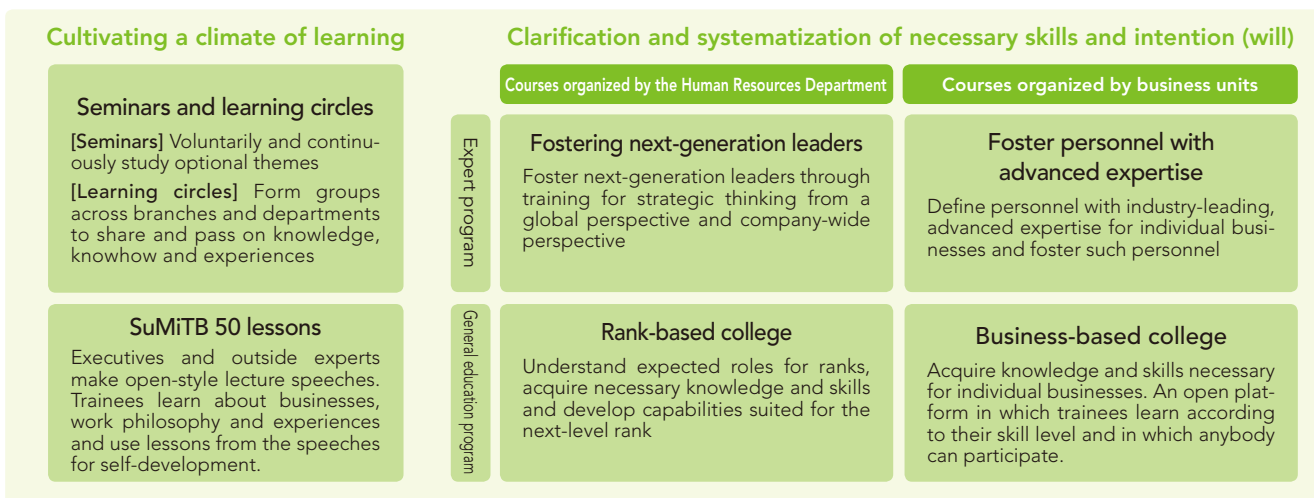 Cultivating a climate of learning
Seminars and learning circles
[Seminars] Voluntarily and continu-
ously study optional themes
[Learning circles] Form groups
across branches and departments
to share and pass on knowledge,
knowhow and experiences
SuMiTB 50 lessons
Executives and outside experts
make open-style lecture speeches.
Trainees learn about businesses,
work philosophy and experiences
and use lessons from the speeches
for self-development.
Clarification and systematization of necessary skills and intention (will)
Courses organized by the Human Resources Department
Courses organized by business units
Expert program
Fostering next-generation leaders
Foster next-generation leaders through
training for strategic thinking from a
global perspective and company-wide
perspective
Foster personnel with
advanced expertise
Define personnel with industry-leading,
advanced expertise for individual busi-
nesses and foster such personnel
General education program
Rank-based college
Understand expected roles for ranks,
acquire necessary knowledge and skills
and develop capabilities suited for the
next-level rank
Business-based college
Acquire knowledge and skills necessary
for individual businesses. An open plat-
form in which trainees learn according
to their skill level and in which anybody
can participate.